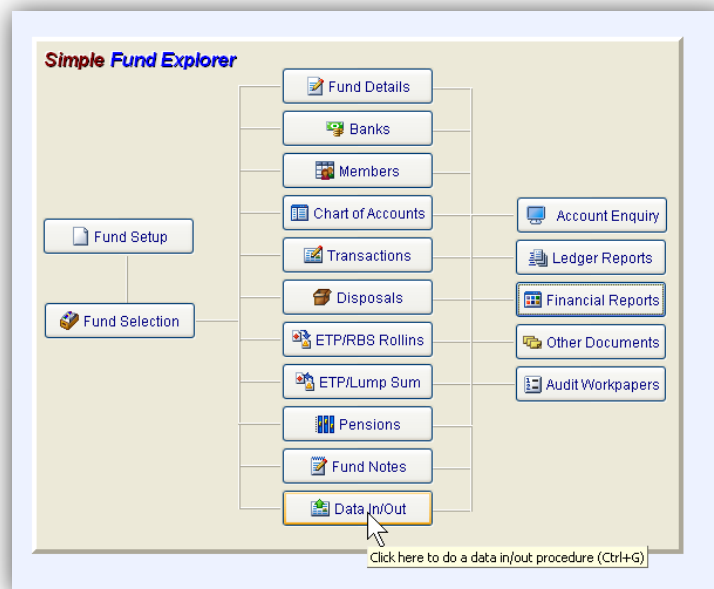 Simple Fund Explorer
Fund Details
Banks
Members
Chart of Accounts
Transactions
Disposals
ETP/RBS Rollins
ETP/Lump Sum
Pensions
Fund Notes
Data In/Out
Fund Setup
Fund Selection
Account Enquiry
Ledger Reports
Financial Reports
Other Documents
Audit Workpapers
Click here to do a data in/out procedure (Ctrl+G)